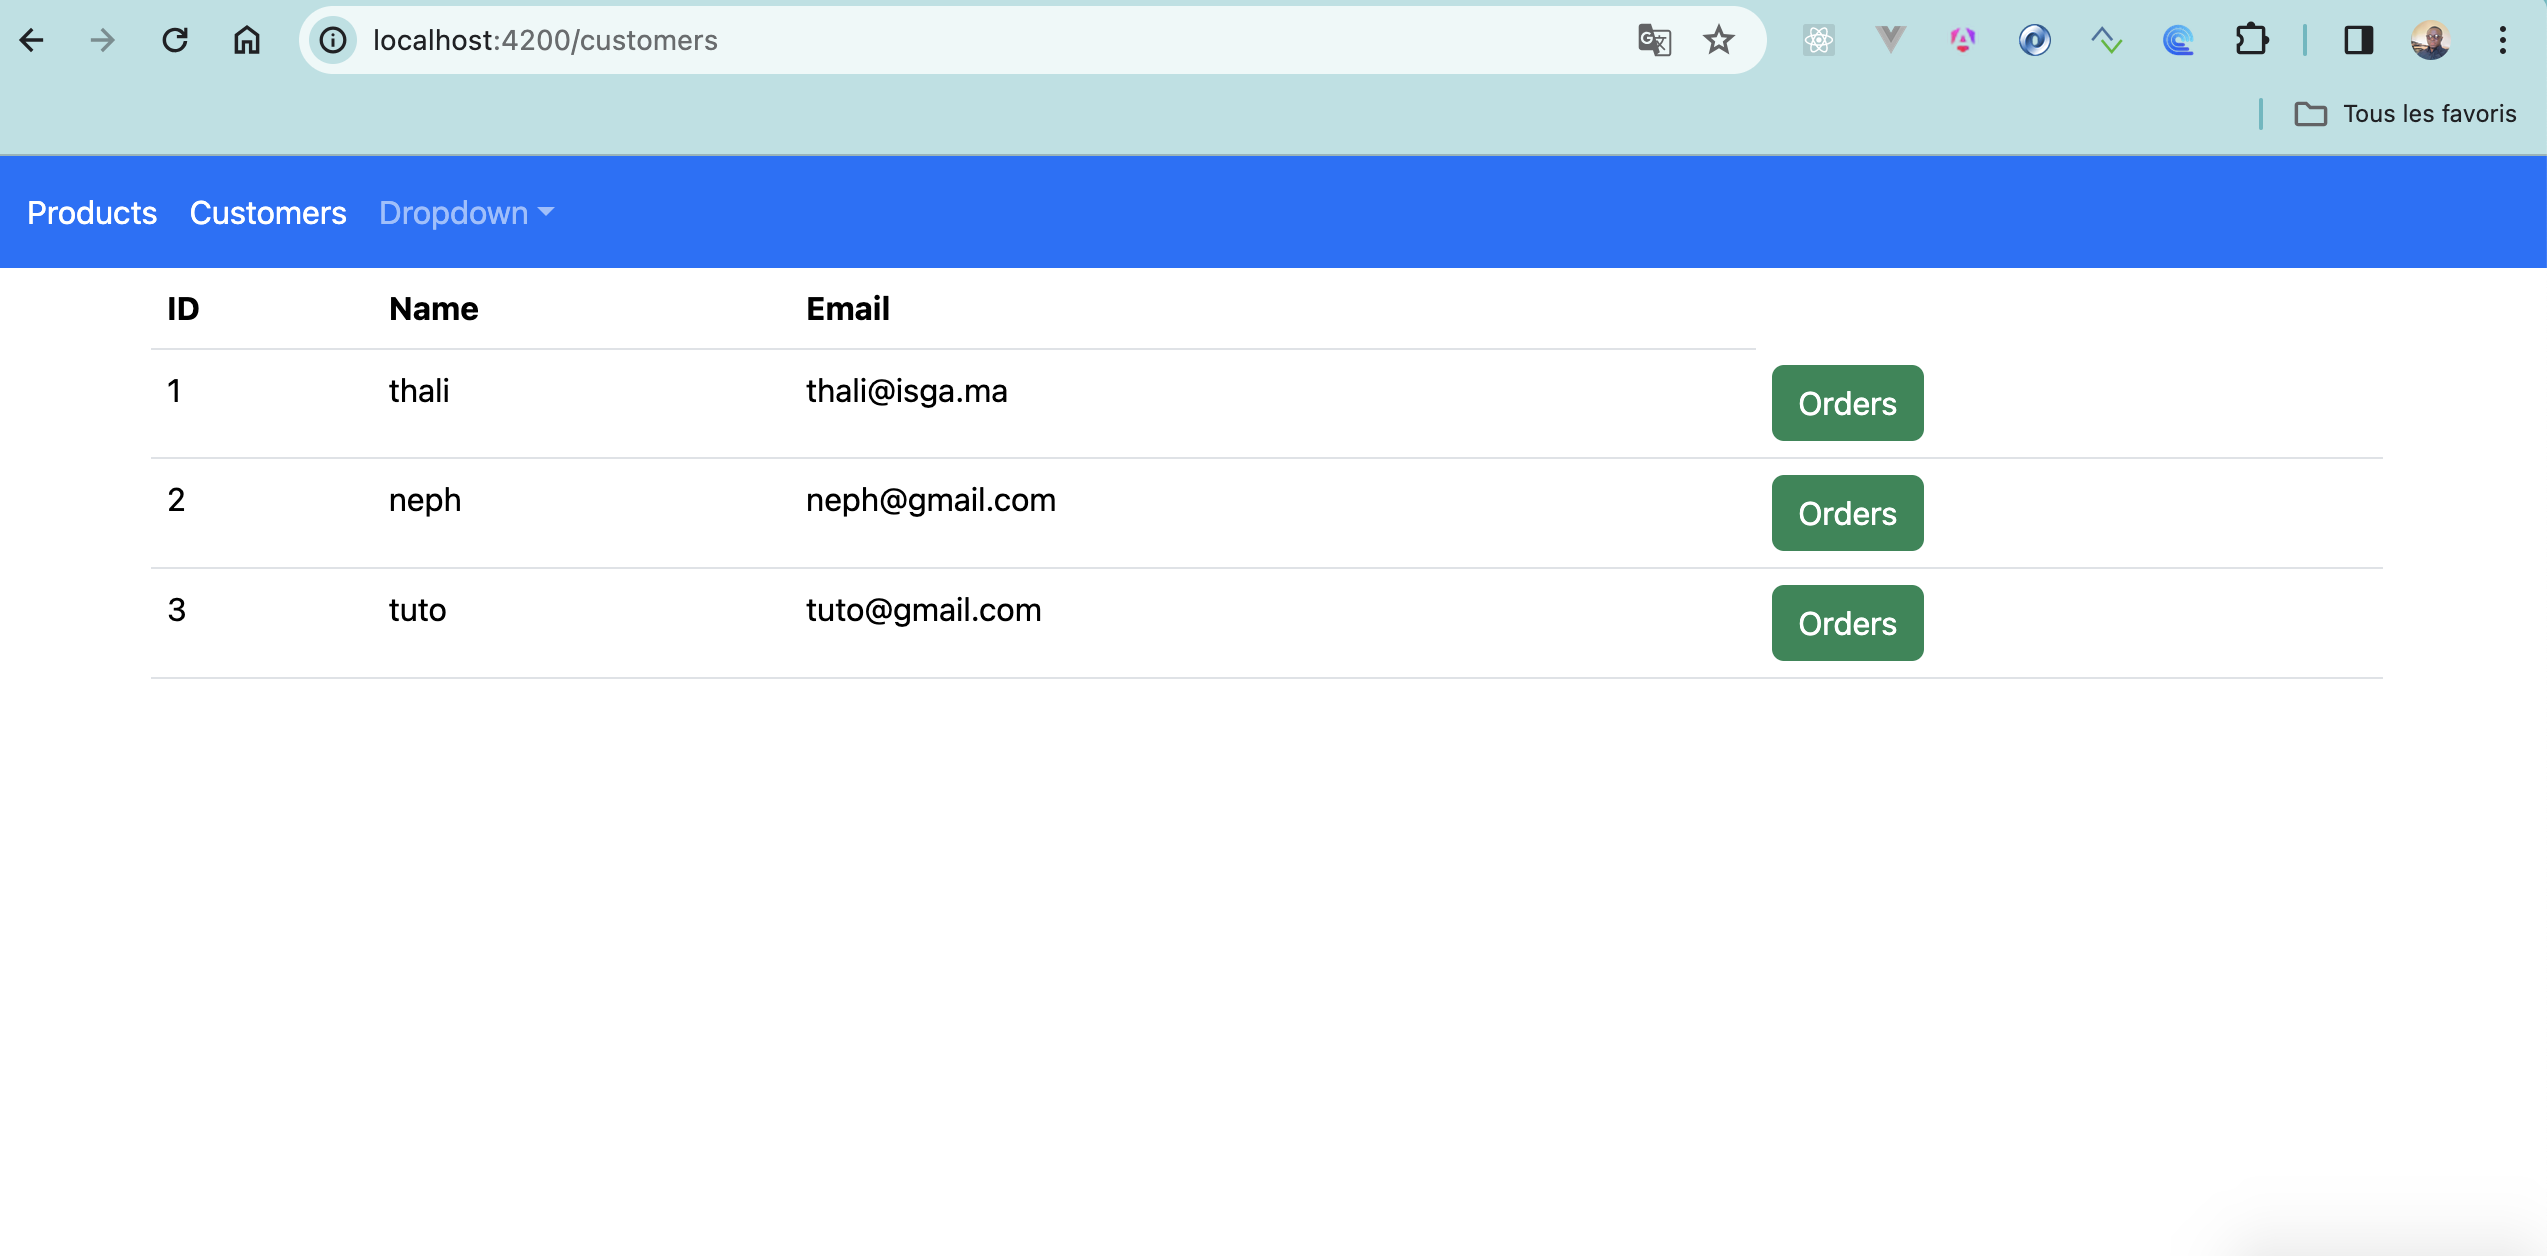 localhost:4200/customers
Tous les favoris
Products Customers Dropdown
ID Name Email
1 thali thali@isga.ma Orders
2 neph neph@gmail.com Orders
3 tuto tuto@gmail.com Orders